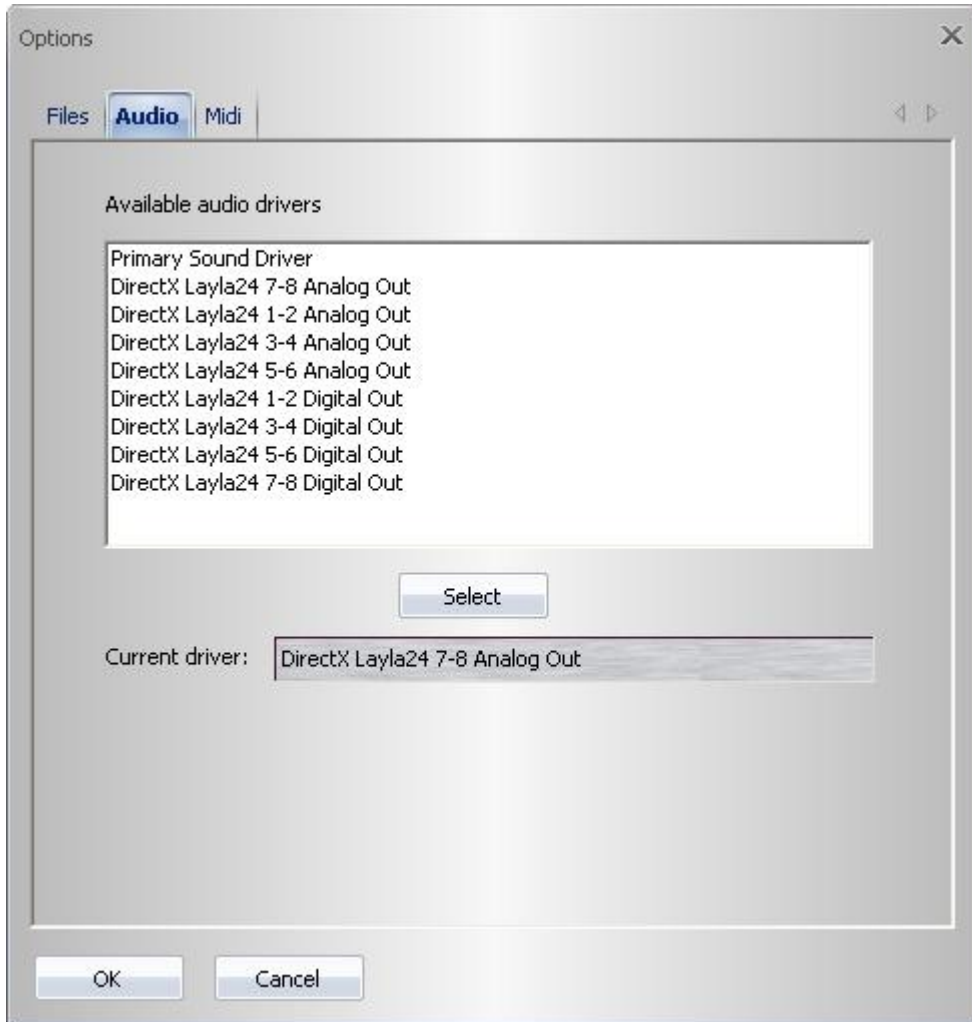 Options
Files Audio Midi
Available audio drivers
Primary Sound Driver
DirectX Layla24 7-8 Analog Out
DirectX Layla24 1-2 Analog Out
DirectX Layla24 3-4 Analog Out
DirectX Layla24 5-6 Analog Out
DirectX Layla24 1-2 Digital Out
DirectX Layla24 3-4 Digital Out
DirectX Layla24 5-6 Digital Out
DirectX Layla24 7-8 Digital Out
Select
Current driver: DirectX Layla24 7-8 Analog Out
OK Cancel